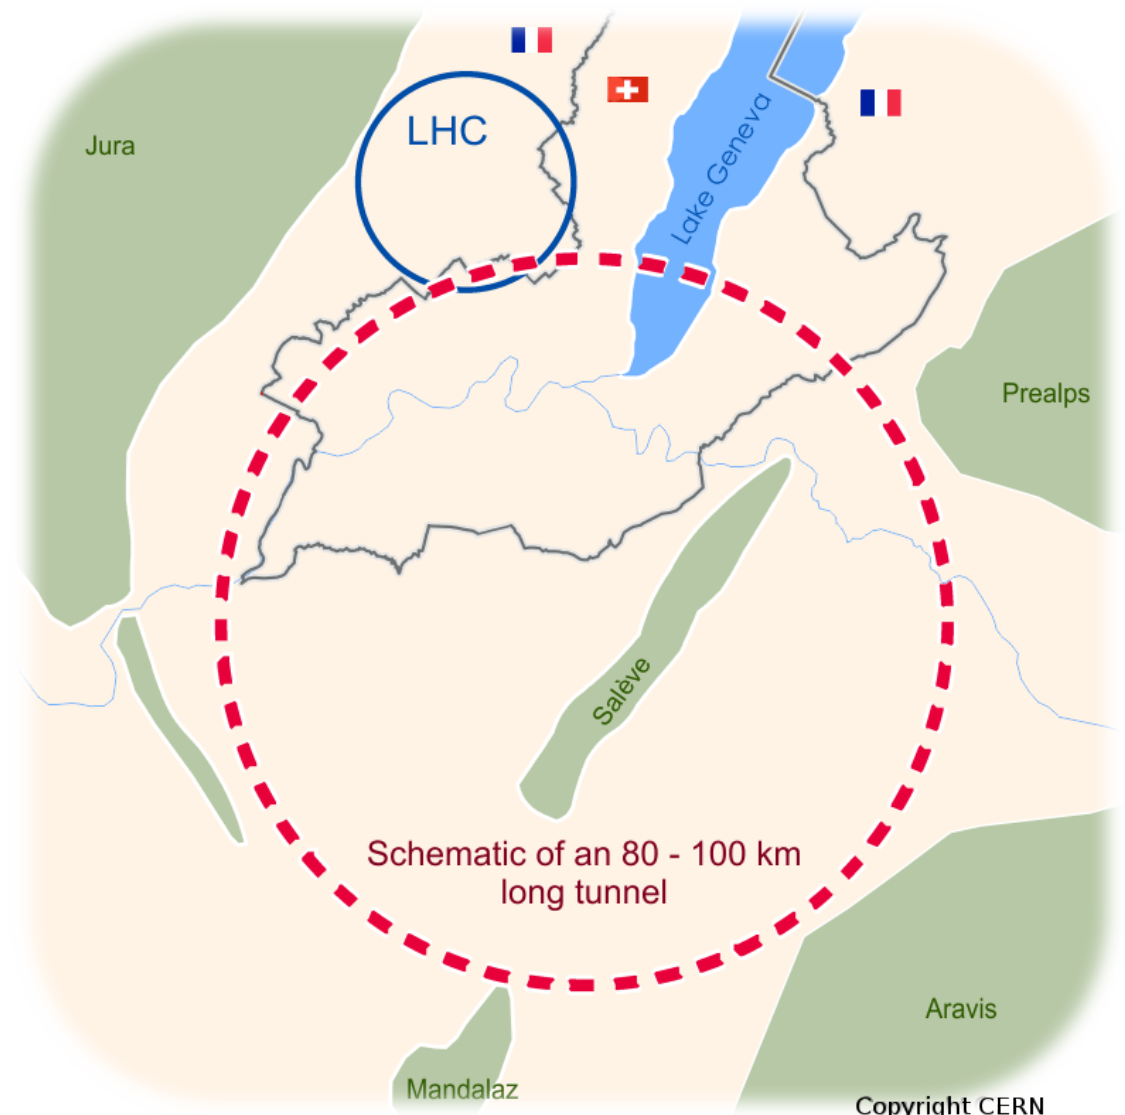 LHC
Jura
Lake Geneva
Prealps
Salève
Schematic of an 80 - 100 km
long tunnel
Aravis
Mandalaz
Copyright CERN